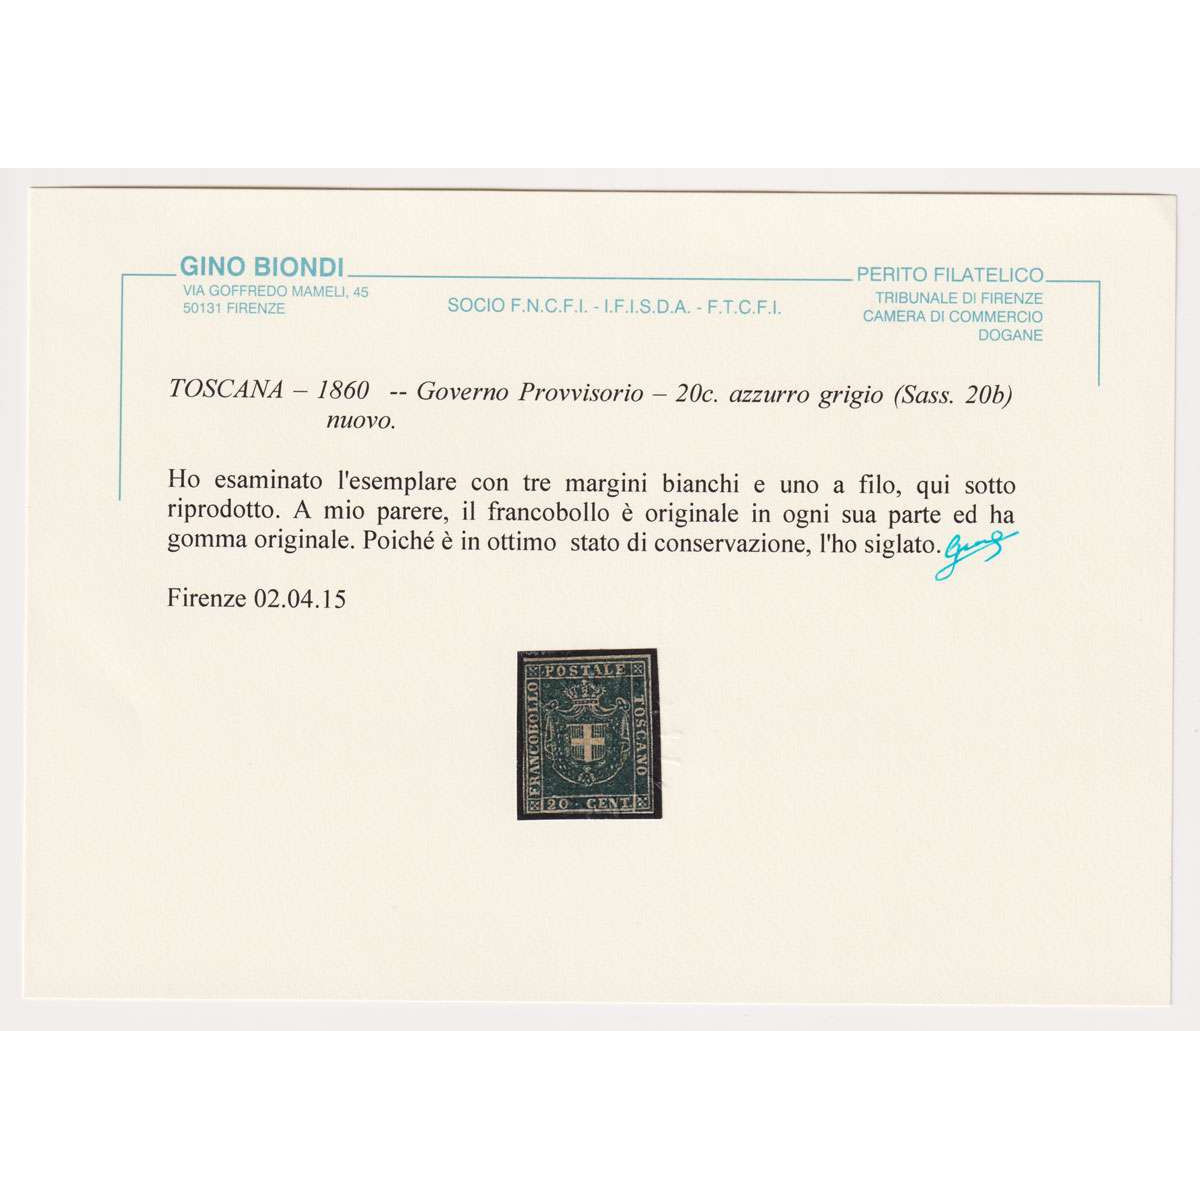 GINO BIONDI
VIA GOFFREDO MAMELI, 45
50131 FIRENZE
SOCIO F.N.C.F.I. - I.F.I.S.D.A. - F.T.C.F.I.
PERITO FILATELICO
TRIBUNALE DI FIRENZE
CAMERA DI COMMERCIO
DOGANE
TOSCANA – 1860 -- Governo Provvisorio – 20c. azzurro grigio (Sass. 20b)
nuovo.
Ho esaminato l'esemplare con tre margini bianchi e uno a filo, qui sotto
riprodotto. A mio parere, il francobollo è originale in ogni sua parte ed ha
gomma originale. Poiché è in ottimo stato di conservazione, l'ho siglato.
Firenze 02.04.15
POSTALE
FRANCOBOLLO
TOSCANO
20 · CENT.